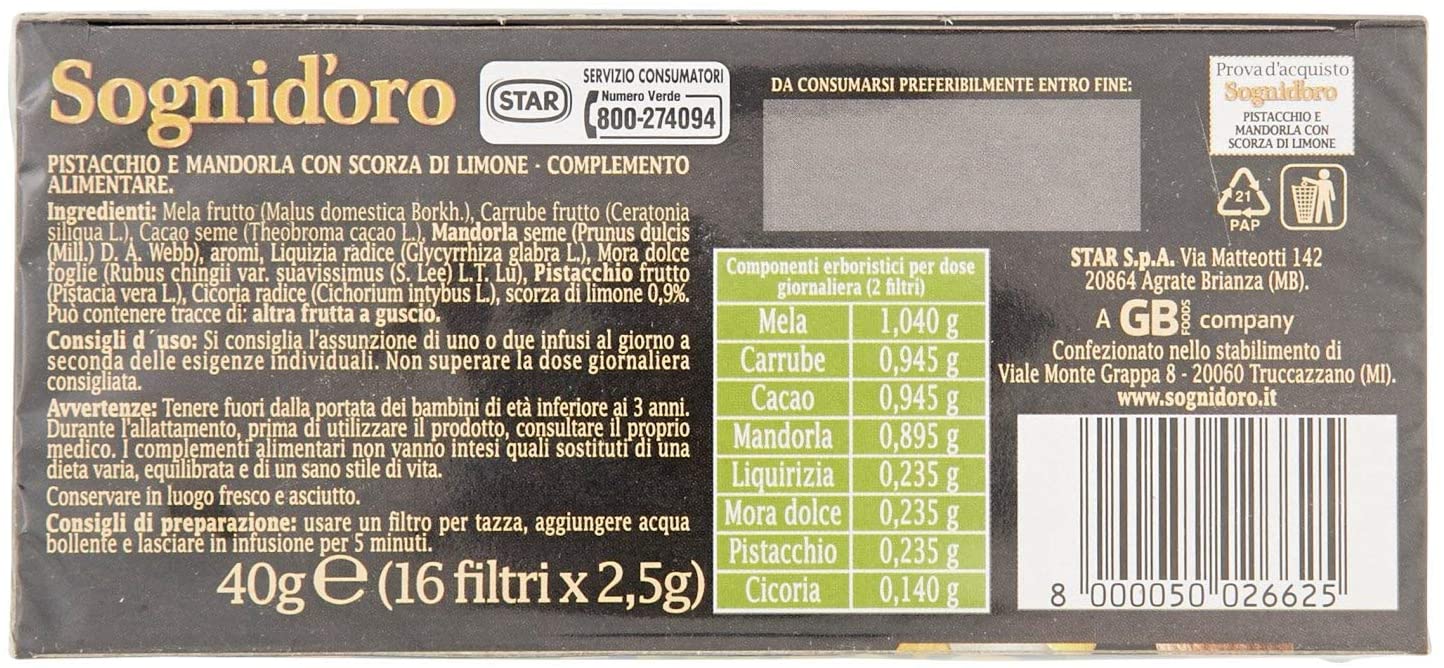 Sognid'oro
STAR
SERVIZIO CONSUMATORI
Numero Verde
800-274094
PISTACCHIO E MANDORLA CON SCORZA DI LIMONE - COMPLEMENTO
ALIMENTARE.
Ingredienti: Mela frutto (Malus domestica Borkh.), Carrube frutto (Ceratonia
siliqua L.), Cacao seme (Theobroma cacao L.), Mandorla seme (Prunus dulcis
(Mill.) D. A. Webb), aromi, Liquizia radice (Glycyrrhiza glabra L.), Mora dolce
foglie (Rubus chingii var. suavissimus (S. Lee) L.T. Lu), Pistacchio frutto
(Pistacia vera L.), Cicoria radice (Cichorium intybus L.), scorza di limone 0,9%.
Può contenere tracce di: altra frutta a guscio.
Consigli d´uso: Si consiglia l'assunzione di uno o due infusi al giorno a
seconda delle esigenze individuali. Non superare la dose giornaliera
consigliata.
Avvertenze: Tenere fuori dalla portata dei bambini di età inferiore ai 3 anni.
Durante l'allattamento, prima di utilizzare il prodotto, consultare il proprio
medico. I complementi alimentari non vanno intesi quali sostituti di una
dieta varia, equilibrata e di un sano stile di vita.
Conservare in luogo fresco e asciutto.
Consigli di preparazione: usare un filtro per tazza, aggiungere acqua
bollente e lasciare in infusione per 5 minuti.
40g e (16 filtri x 2,5g)
DA CONSUMARSI PREFERIBILMENTE ENTRO FINE:
Componenti erboristici per dose
giornaliera (2 filtri)
Mela 1,040 g
Carrube 0,945 g
Cacao 0,945 g
Mandorla 0,895 g
Liquirizia 0,235 g
Mora dolce 0,235 g
Pistacchio 0,235 g
Cicoria 0,140 g
Prova d'acquisto
Sognid'oro
PISTACCHIO E
MANDORLA CON
SCORZA DI LIMONE
21
PAP
STAR S.p.A. Via Matteotti 142
20864 Agrate Brianza (MB).
A GB FOODS company
Confezionato nello stabilimento di
Viale Monte Grappa 8 - 20060 Truccazzano (MI).
www.sognidoro.it
8 000050 026625